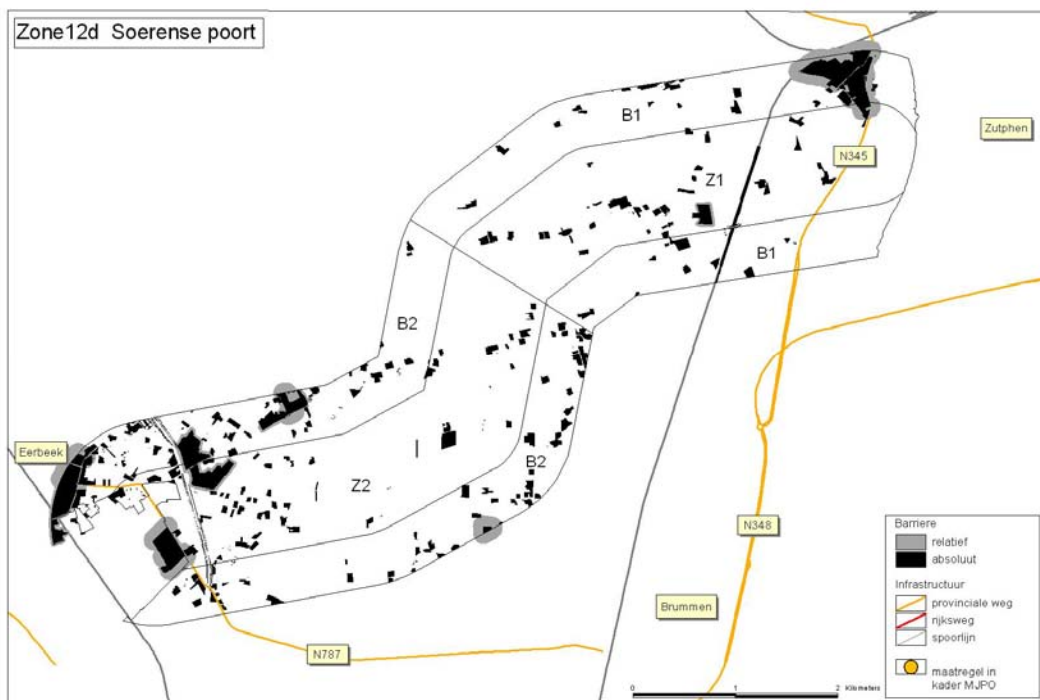 Zone12d Soerense poort
Zutphen
B1
N345
Z1
B1
B2
Eerbeek
B2
Z2
N348
Brummen
N787
Barriere
relatief
absoluut
Infrastructuur
provinciale weg
rijksweg
spoorlijn
maatregel in
kader MJPO
0 1 2 Kilometers